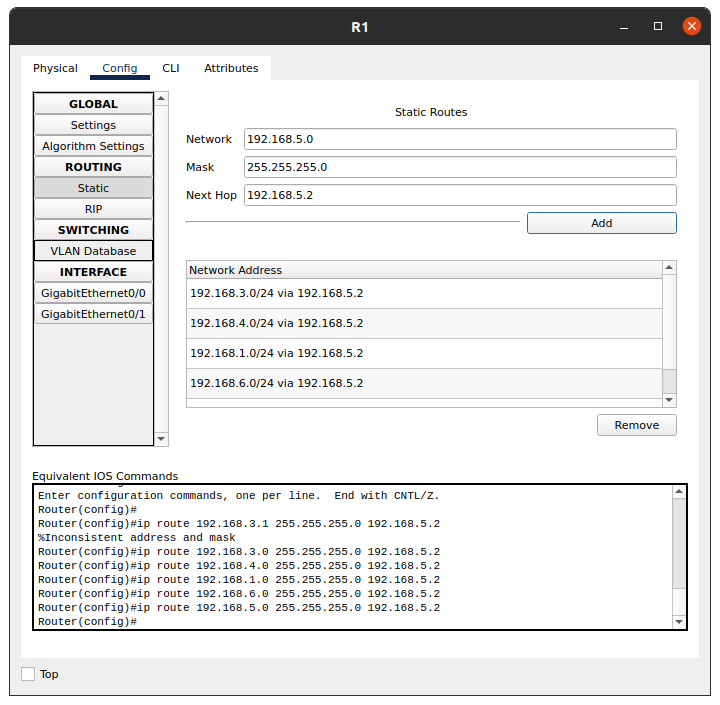 R1
Physical Config CLI Attributes
GLOBAL
Settings
Algorithm Settings
ROUTING
Static
RIP
SWITCHING
VLAN Database
INTERFACE
GigabitEthernet0/0
GigabitEthernet0/1
Static Routes
Network 192.168.5.0
Mask 255.255.255.0
Next Hop 192.168.5.2
Add
Network Address
192.168.3.0/24 via 192.168.5.2
192.168.4.0/24 via 192.168.5.2
192.168.1.0/24 via 192.168.5.2
192.168.6.0/24 via 192.168.5.2
Remove
Equivalent IOS Commands
Enter configuration commands, one per line.  End with CNTL/Z.
Router(config)#
Router(config)#ip route 192.168.3.1 255.255.255.0 192.168.5.2
%Inconsistent address and mask
Router(config)#ip route 192.168.3.0 255.255.255.0 192.168.5.2
Router(config)#ip route 192.168.4.0 255.255.255.0 192.168.5.2
Router(config)#ip route 192.168.1.0 255.255.255.0 192.168.5.2
Router(config)#ip route 192.168.6.0 255.255.255.0 192.168.5.2
Router(config)#ip route 192.168.5.0 255.255.255.0 192.168.5.2
Router(config)#
Top